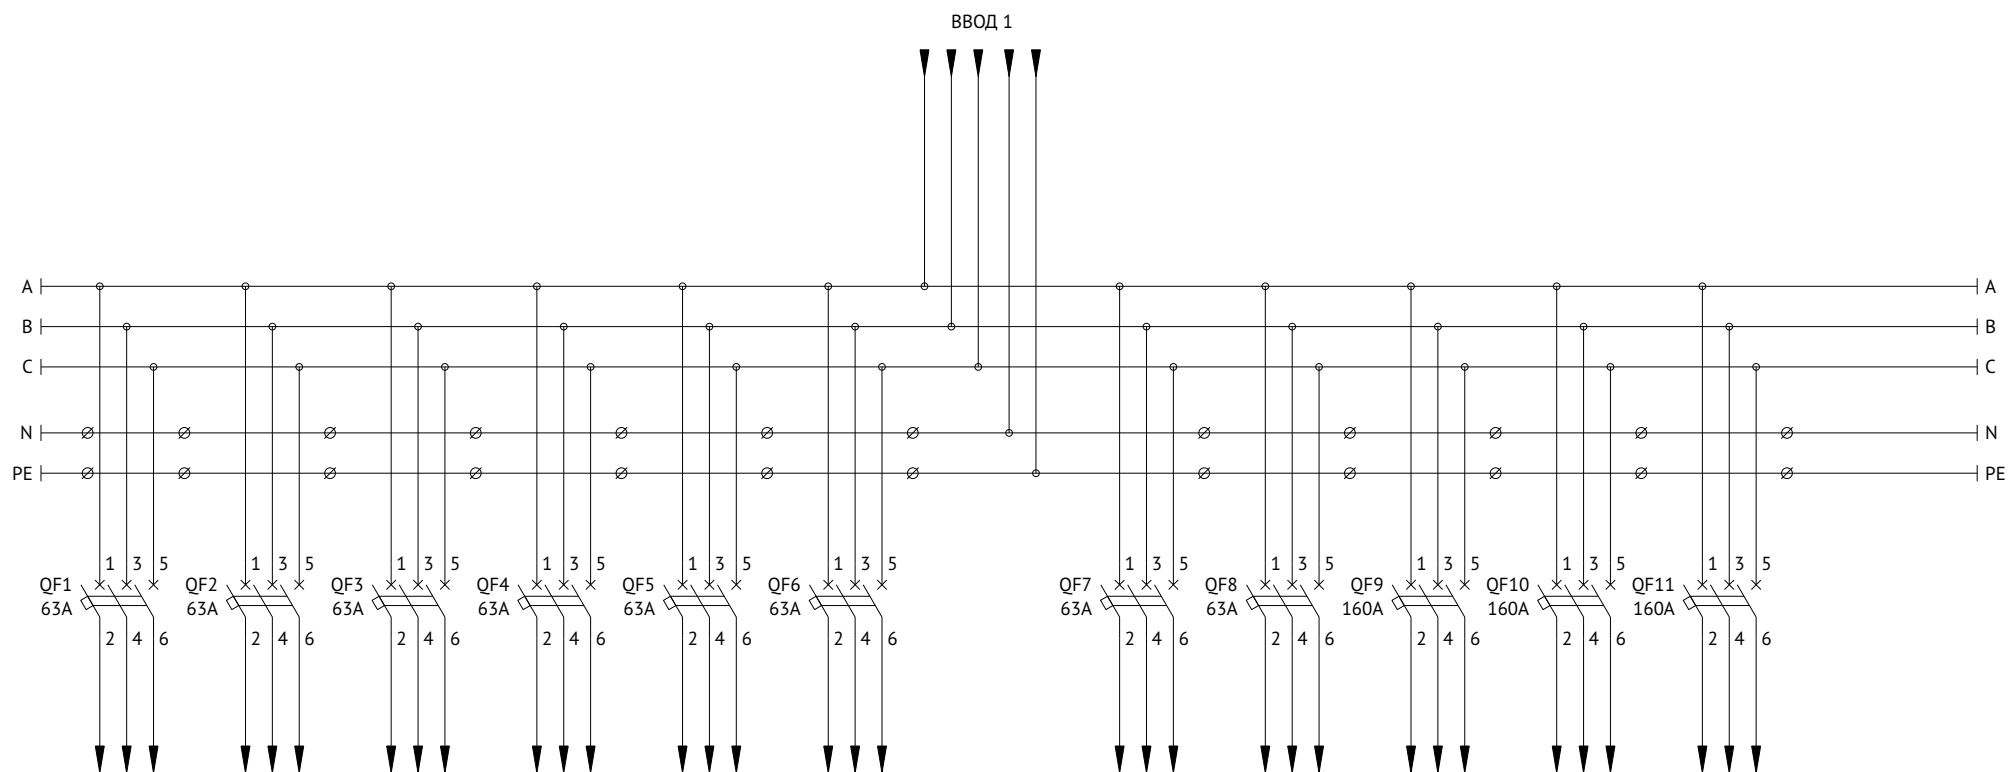 ВВОД 1
A A
B B
C C
N N
PE PE
1 3 5 1 3 5 1 3 5 1 3 5 1 3 5 1 3 5 1 3 5 1 3 5 1 3 5 1 3 5 1 3 5
QF1 QF2 QF3 QF4 QF5 QF6 QF7 QF8 QF9 QF10 QF11
63A 63A 63A 63A 63A 63A 63A 63A 160A 160A 160A
2 4 6 2 4 6 2 4 6 2 4 6 2 4 6 2 4 6 2 4 6 2 4 6 2 4 6 2 4 6 2 4 6